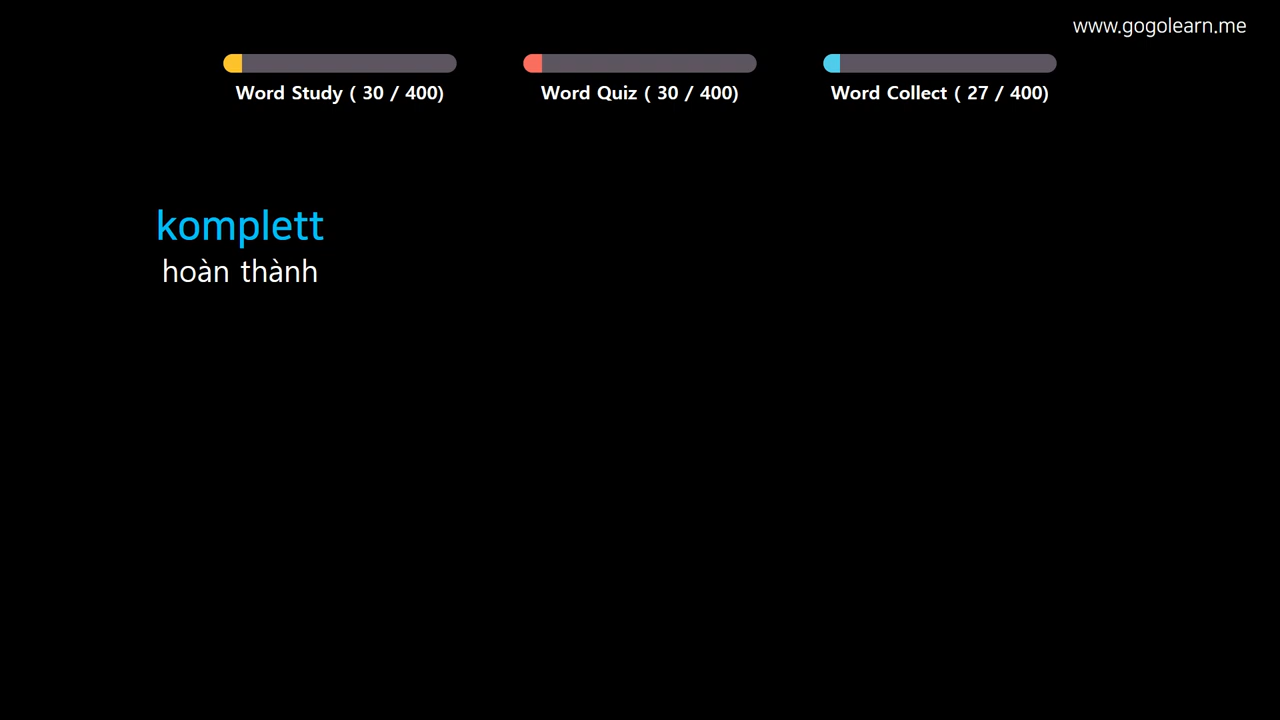 www.gogolearn.me
Word Study ( 30 / 400)
Word Quiz ( 30 / 400)
Word Collect ( 27 / 400)
komplett
hoàn thành